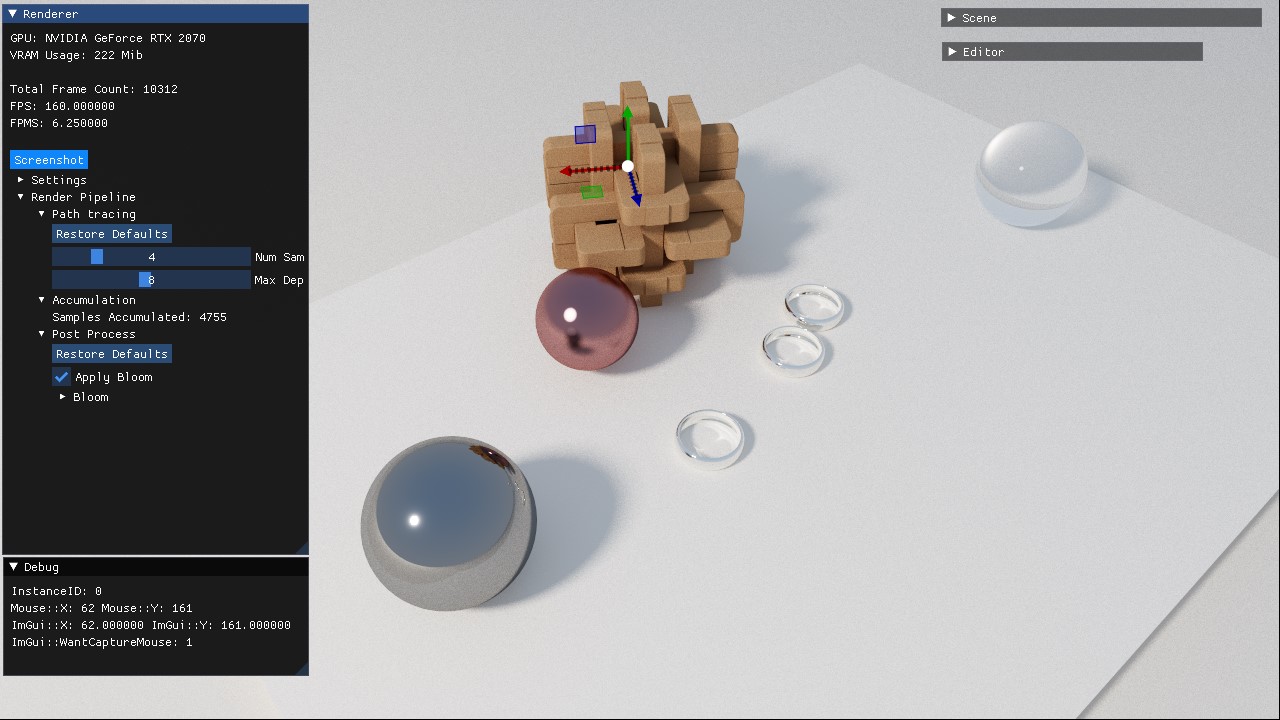 Renderer
GPU: NVIDIA GeForce RTX 2070
VRAM Usage: 222 Mib
Total Frame Count: 10312
FPS: 160.000000
FPMS: 6.250000
Screenshot
Settings
Render Pipeline
Path tracing
Restore Defaults
4 Num Sam
8 Max Dep
Accumulation
Samples Accumulated: 4755
Post Process
Restore Defaults
Apply Bloom
Bloom
Debug
InstanceID: 0
Mouse::X: 62 Mouse::Y: 161
ImGui::X: 62.000000 ImGui::Y: 161.000000
ImGui::WantCaptureMouse: 1
Scene
Editor